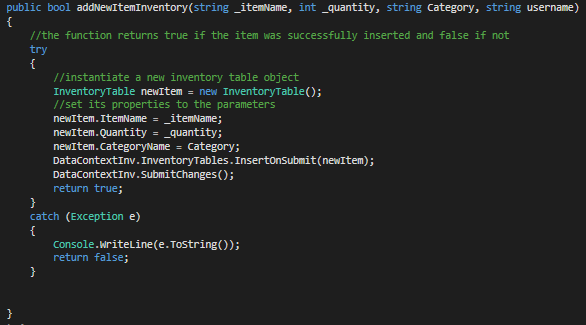 public bool addNewItemInventory(string _itemName, int _quantity, string Category, string username)
{
//the function returns true if the item was successfully inserted and false if not
try
{
//instantiate a new inventory table object
InventoryTable newItem = new InventoryTable();
//set its properties to the parameters
newItem.ItemName = _itemName;
newItem.Quantity = _quantity;
newItem.CategoryName = Category;
DataContextInv.InventoryTables.InsertOnSubmit(newItem);
DataContextInv.SubmitChanges();
return true;
}
catch (Exception e)
{
Console.WriteLine(e.ToString());
return false;
}
}